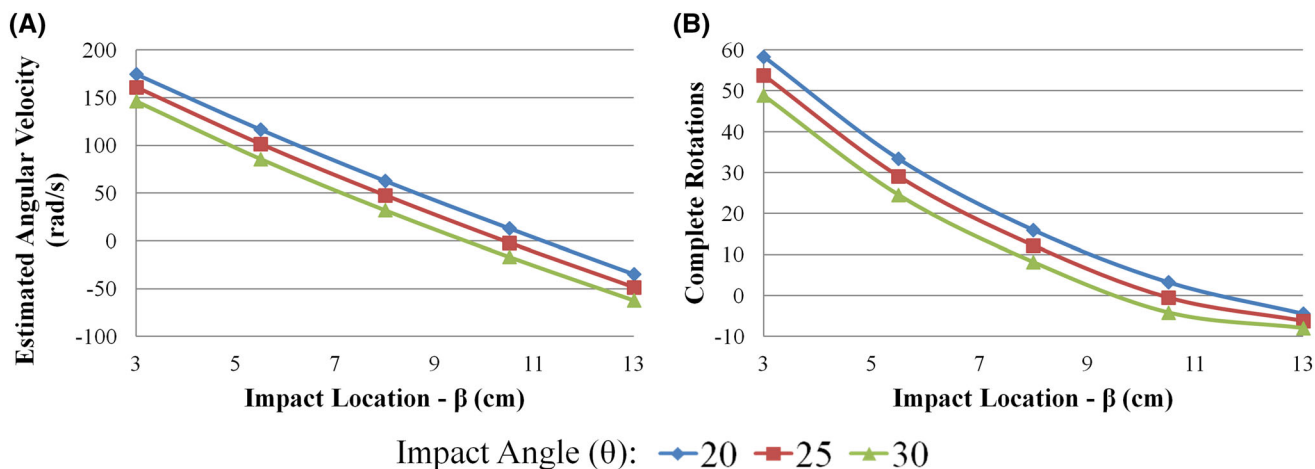 (A)
200
150
100
50
0
-50
-100
Estimated Angular Velocity
(rad/s)
3 5 7 9 11 13
Impact Location - β (cm)
(B)
60
50
40
30
20
10
0
-10
Complete Rotations
3 5 7 9 11 13
Impact Location - β (cm)
Impact Angle (θ): 20 25 30